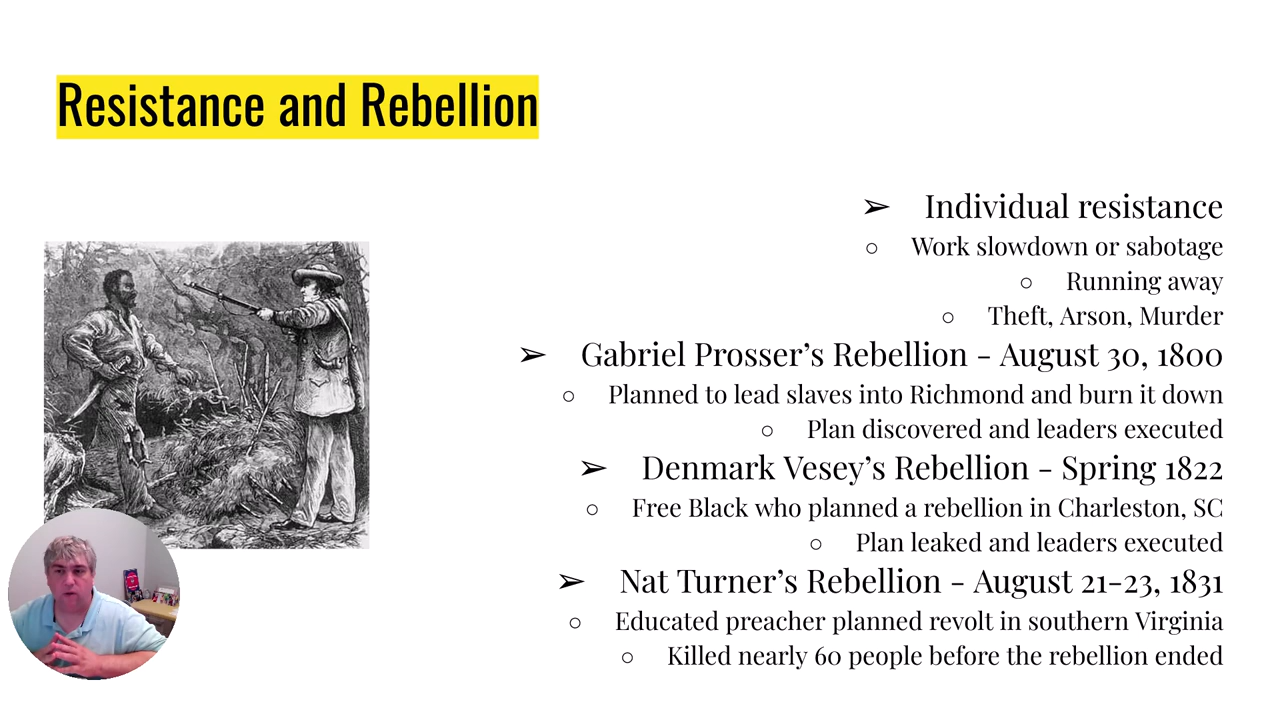 Resistance and Rebellion
➢ Individual resistance
○ Work slowdown or sabotage
○ Running away
○ Theft, Arson, Murder
➢ Gabriel Prosser’s Rebellion - August 30, 1800
○ Planned to lead slaves into Richmond and burn it down
○ Plan discovered and leaders executed
➢ Denmark Vesey’s Rebellion - Spring 1822
○ Free Black who planned a rebellion in Charleston, SC
○ Plan leaked and leaders executed
➢ Nat Turner’s Rebellion - August 21-23, 1831
○ Educated preacher planned revolt in southern Virginia
○ Killed nearly 60 people before the rebellion ended